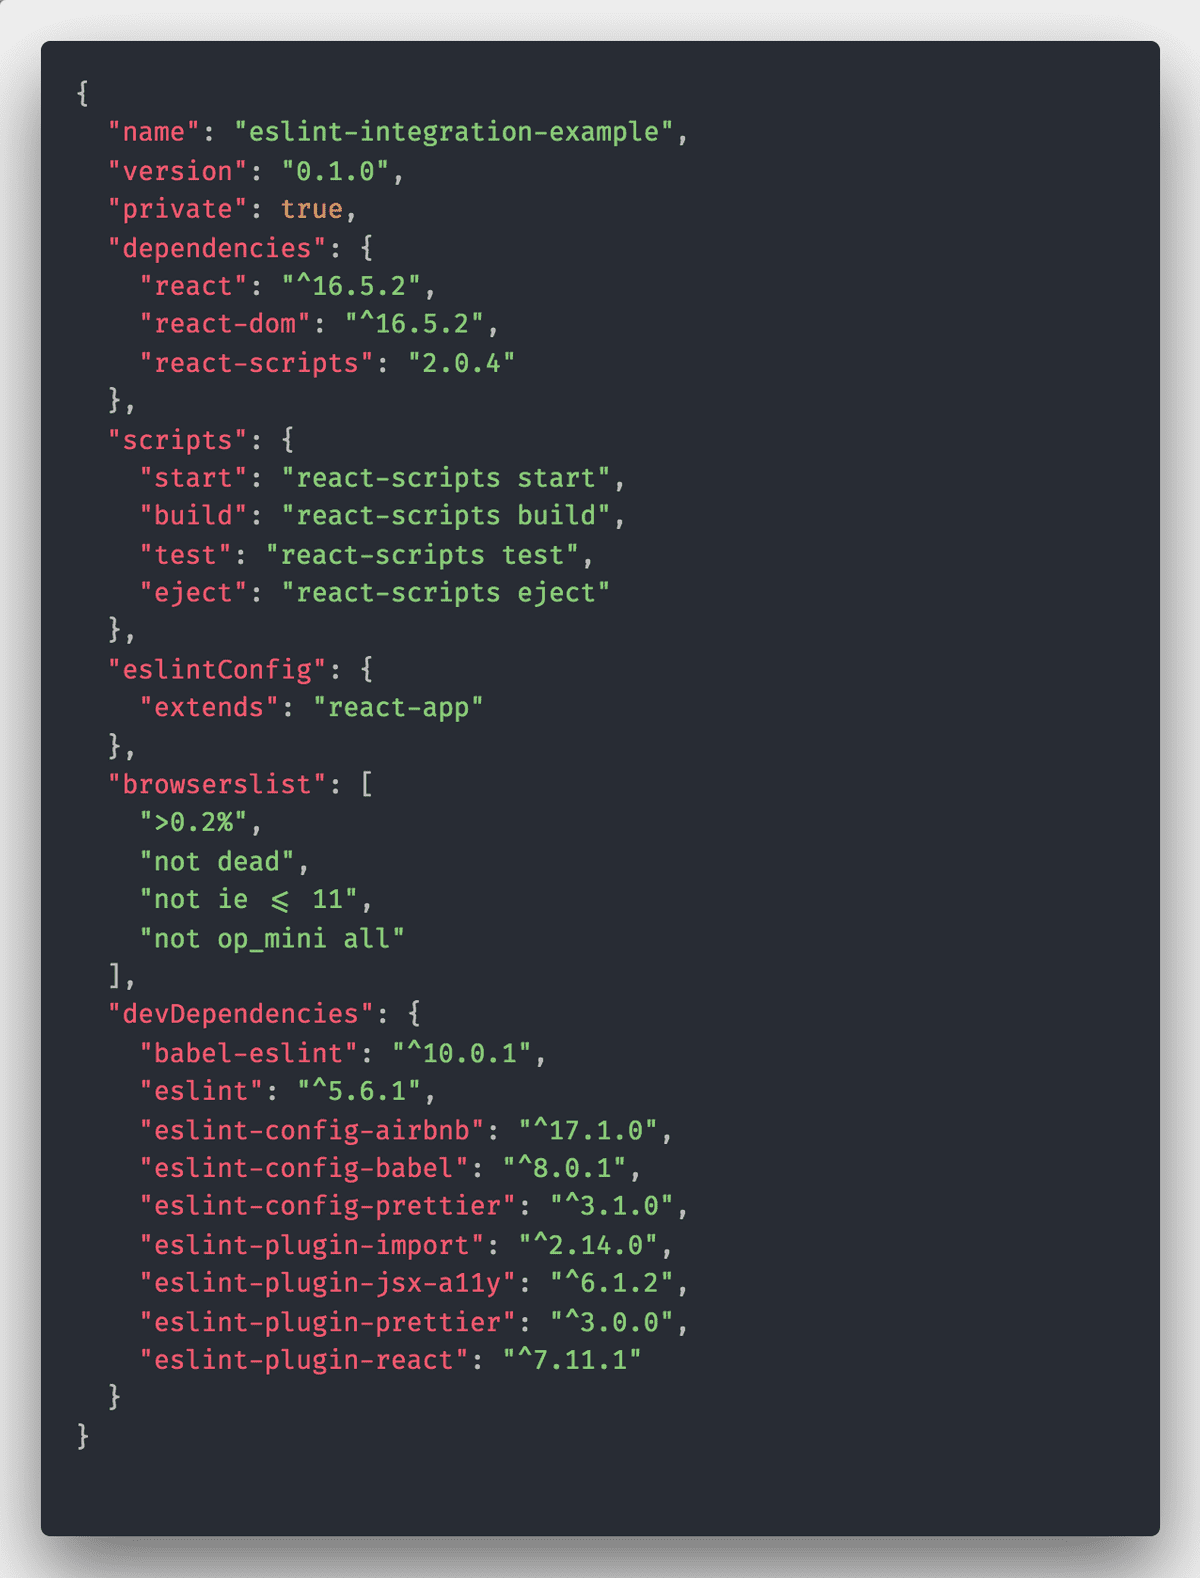 {
  "name": "eslint-integration-example",
  "version": "0.1.0",
  "private": true,
  "dependencies": {
    "react": "^16.5.2",
    "react-dom": "^16.5.2",
    "react-scripts": "2.0.4"
  },
  "scripts": {
    "start": "react-scripts start",
    "build": "react-scripts build",
    "test": "react-scripts test",
    "eject": "react-scripts eject"
  },
  "eslintConfig": {
    "extends": "react-app"
  },
  "browserslist": [
    ">0.2%",
    "not dead",
    "not ie <= 11",
    "not op_mini all"
  ],
  "devDependencies": {
    "babel-eslint": "^10.0.1",
    "eslint": "^5.6.1",
    "eslint-config-airbnb": "^17.1.0",
    "eslint-config-babel": "^8.0.1",
    "eslint-config-prettier": "^3.1.0",
    "eslint-plugin-import": "^2.14.0",
    "eslint-plugin-jsx-a11y": "^6.1.2",
    "eslint-plugin-prettier": "^3.0.0",
    "eslint-plugin-react": "^7.11.1"
  }
}